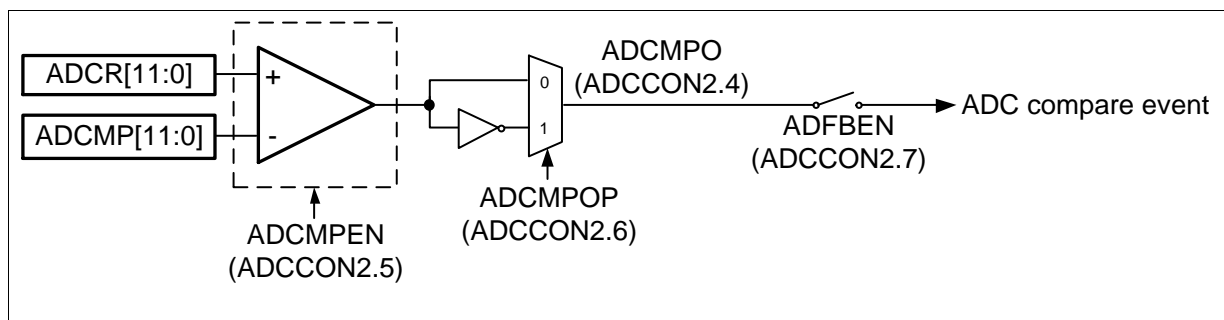 ADCR[11:0]
ADCMP[11:0]
+
-
0
1
ADCMPO
(ADCCON2.4)
ADFBEN
(ADCCON2.7)
ADC compare event
ADCMPOP
(ADCCON2.6)
ADCMPEN
(ADCCON2.5)